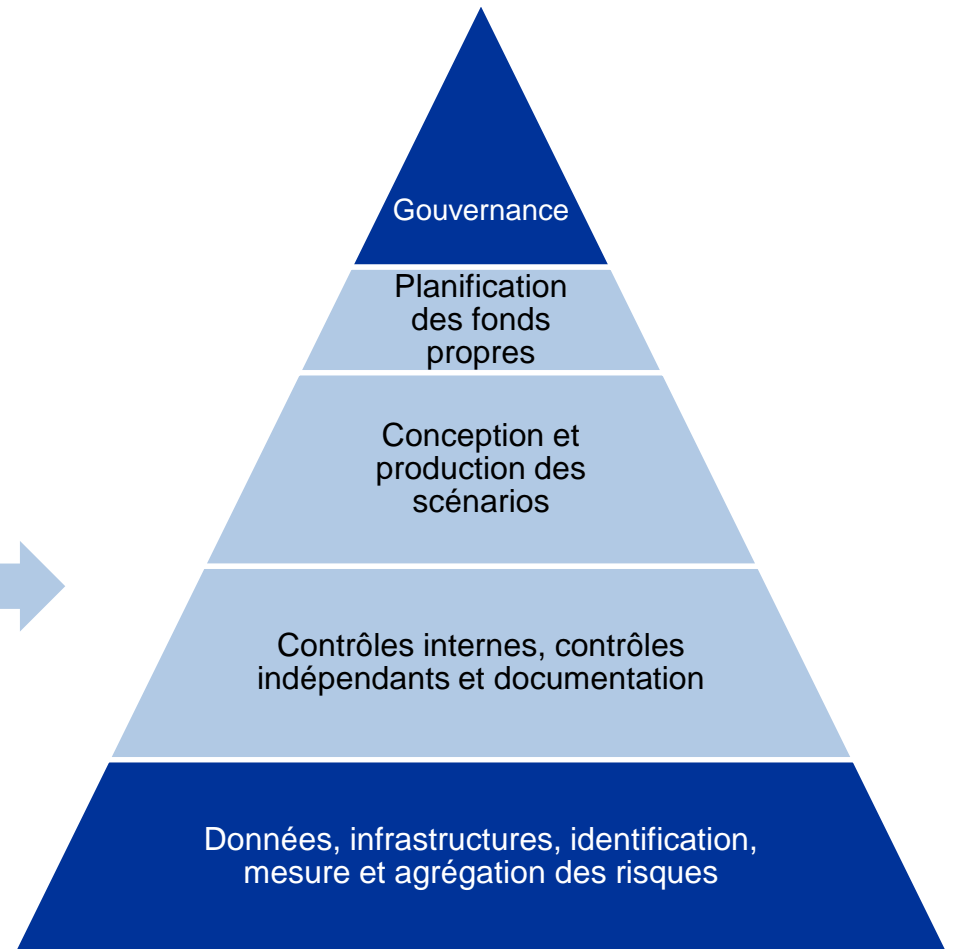 Gouvernance
Planification
des fonds
propres
Conception et
production des
scénarios
Contrôles internes, contrôles
indépendants et documentation
Données, infrastructures, identification,
mesure et agrégation des risques